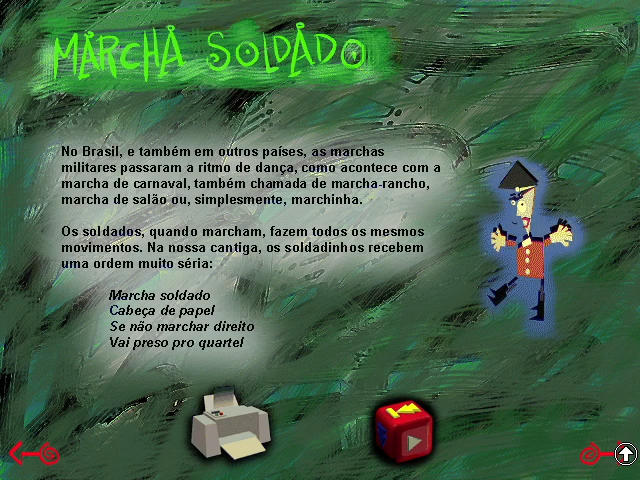 MARCHA SOLDADO
No Brasil, e também em outros países, as marchas
militares passaram a ritmo de dança, como acontece com a
marcha de carnaval, também chamada de marcha-rancho,
marcha de salão ou, simplesmente, marchinha.
Os soldados, quando marcham, fazem todos os mesmos
movimentos. Na nossa cantiga, os soldadinhos recebem
uma ordem muito séria:
Marcha soldado
Cabeça de papel
Se não marchar direito
Vai preso pro quartel